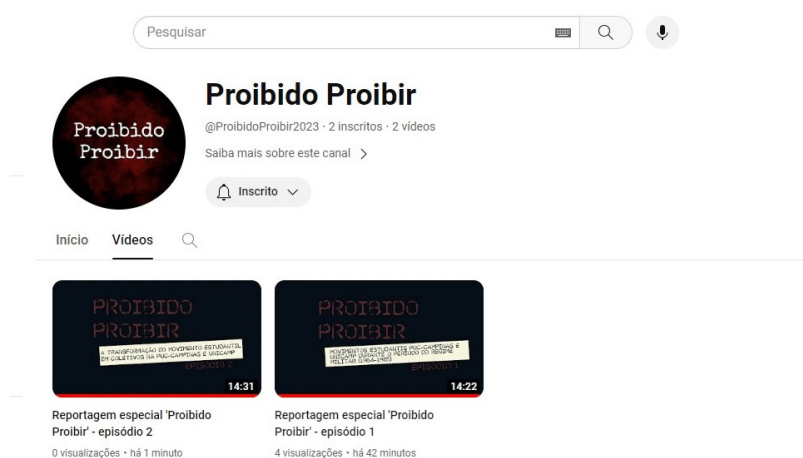 Pesquisar
Proibido
Proibir
Proibido Proibir
@ProibidoProibir2023 · 2 inscritos · 2 vídeos
Saiba mais sobre este canal
Inscrito
Início
Vídeos
PROIBIDO
PROIBIR
A TRANSFORMAÇÃO DO MOVIMENTO ESTUDANTIL
EM COLETIVOS NA PUC-CAMPINAS E UNICAMP
EPISÓDIO 2
14:31
Reportagem especial 'Proibido
Proibir' - episódio 2
0 visualizações • há 1 minuto
PROIBIDO
PROIBIR
MOVIMENTOS ESTUDANTIS PUC-CAMPINAS E
UNICAMP DURANTE O PERÍODO DO REGIME
MILITAR (1964-1985)
EPISÓDIO 1
14:22
Reportagem especial 'Proibido
Proibir' - episódio 1
4 visualizações • há 42 minutos